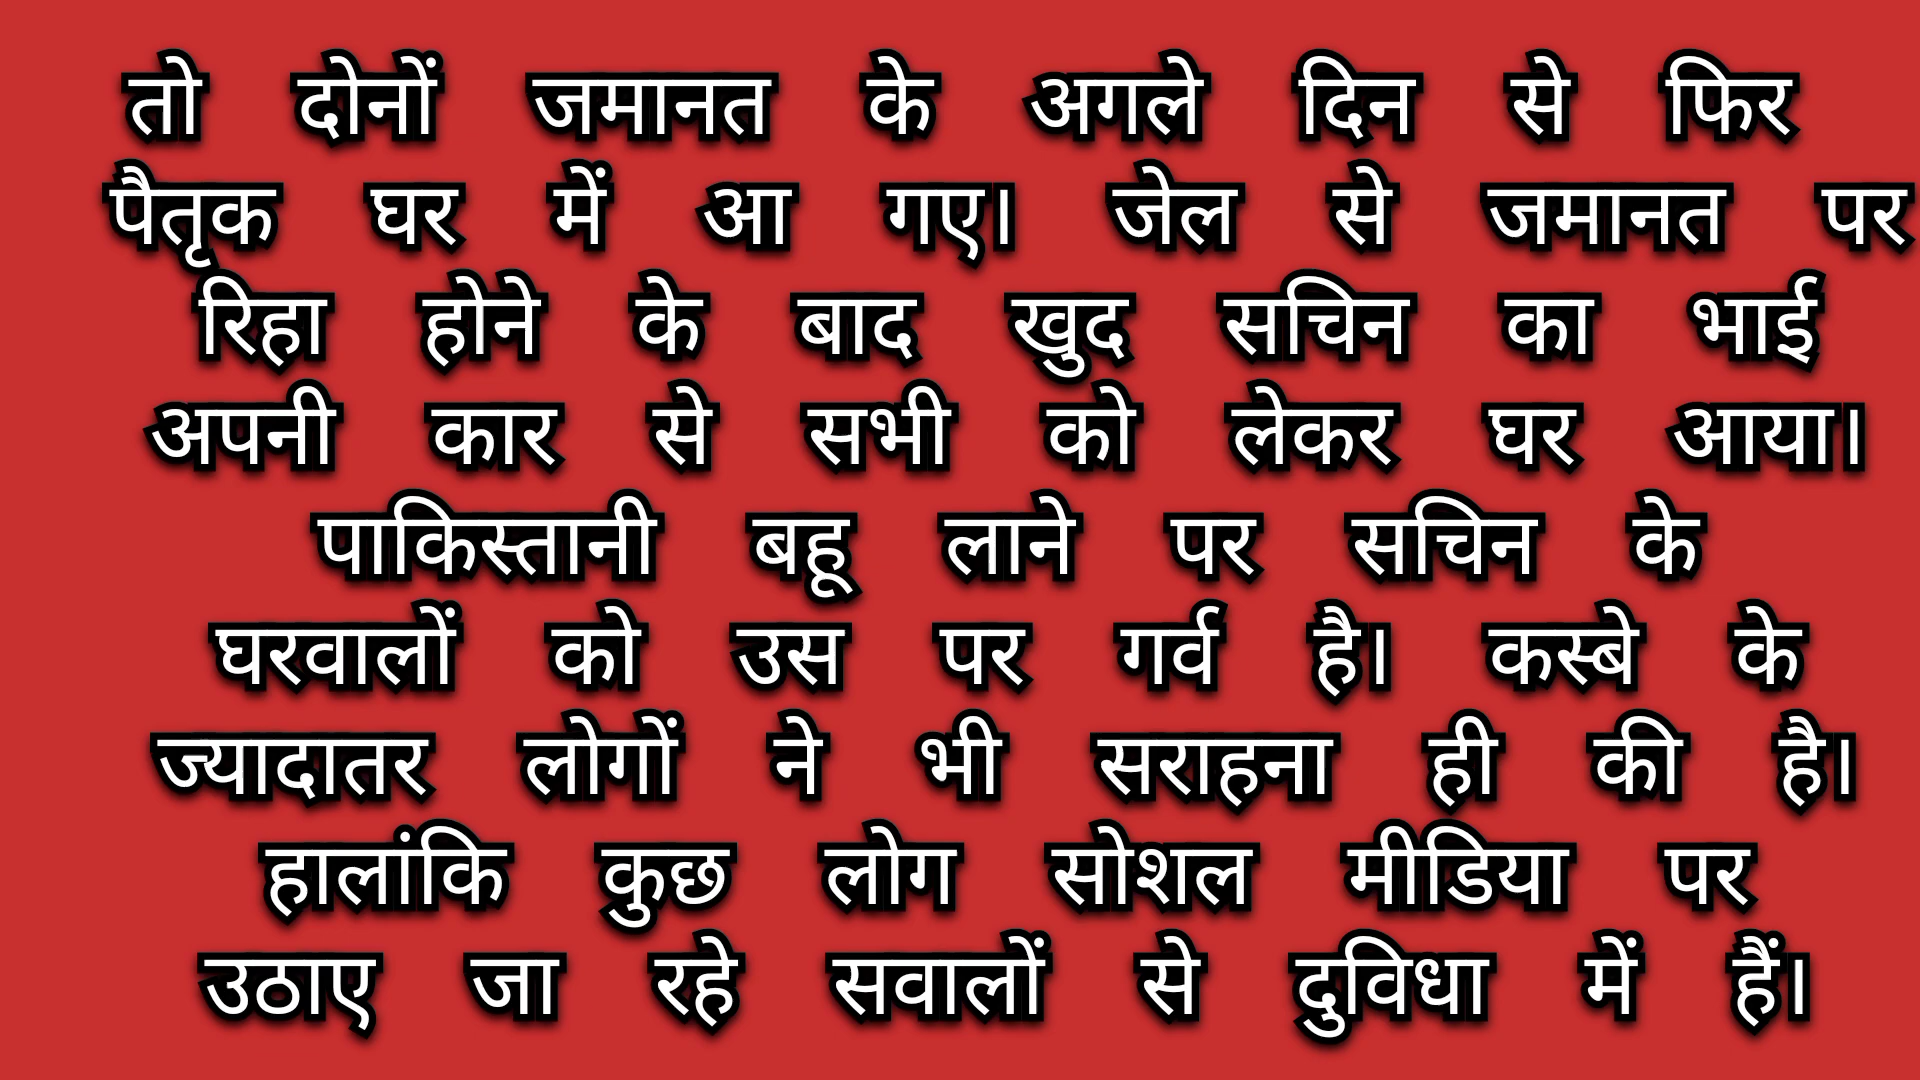 तो दोनों जमानत के अगले दिन से फिर
पैतृक घर में आ गए। जेल से जमानत पर
रिहा होने के बाद खुद सचिन का भाई
अपनी कार से सभी को लेकर घर आया।
पाकिस्तानी बहू लाने पर सचिन के
घरवालों को उस पर गर्व है। कस्बे के
ज्यादातर लोगों ने भी सराहना ही की है।
हालांकि कुछ लोग सोशल मीडिया पर
उठाए जा रहे सवालों से दुविधा में हैं।